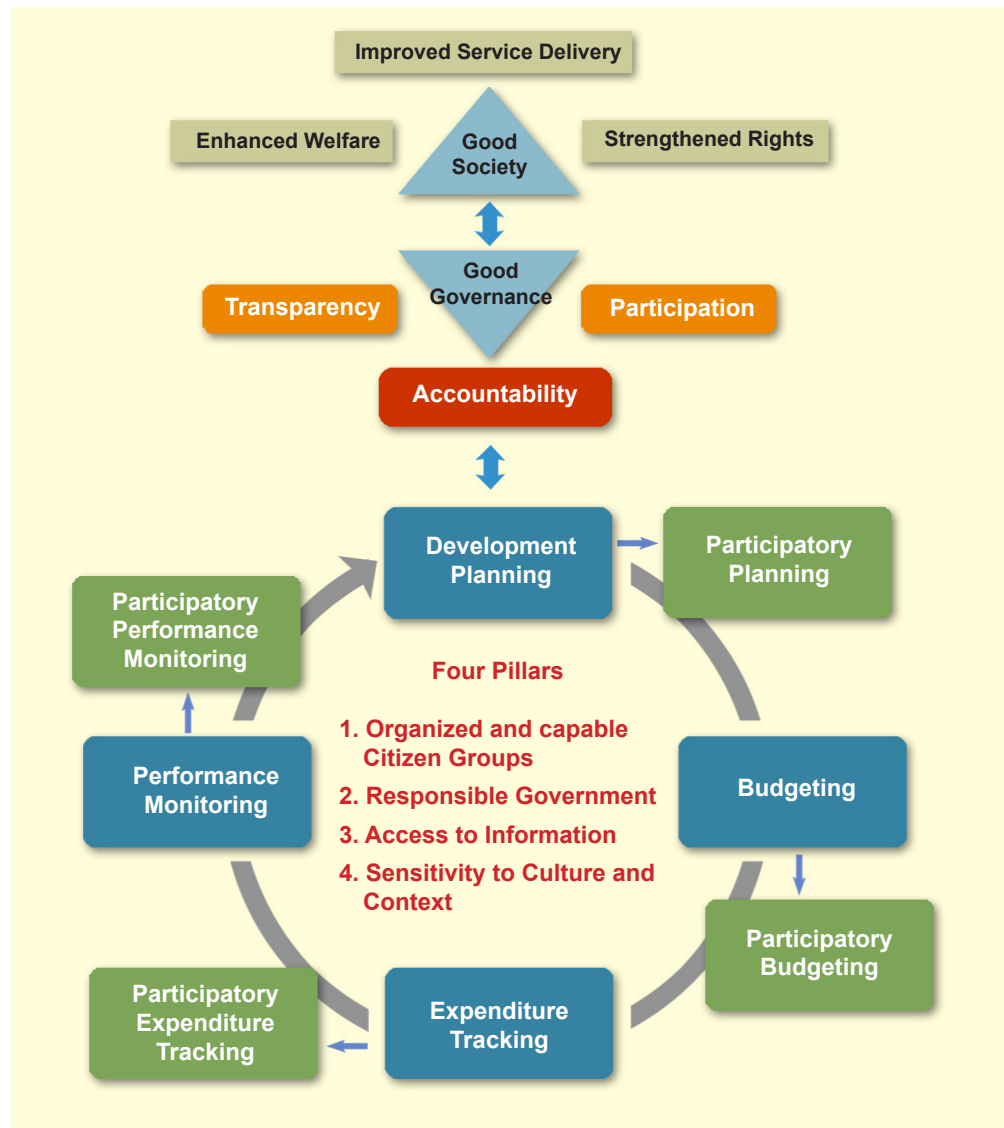 Improved Service Delivery
Enhanced Welfare
Good
Society
Strengthened Rights
Good
Governance
Transparency
Participation
Accountability
Development
Planning
Participatory
Planning
Participatory
Performance
Monitoring
Four Pillars
1. Organized and capable
Citizen Groups
2. Responsible Government
3. Access to Information
4. Sensitivity to Culture and
Context
Performance
Monitoring
Budgeting
Participatory
Budgeting
Participatory
Expenditure
Tracking
Expenditure
Tracking